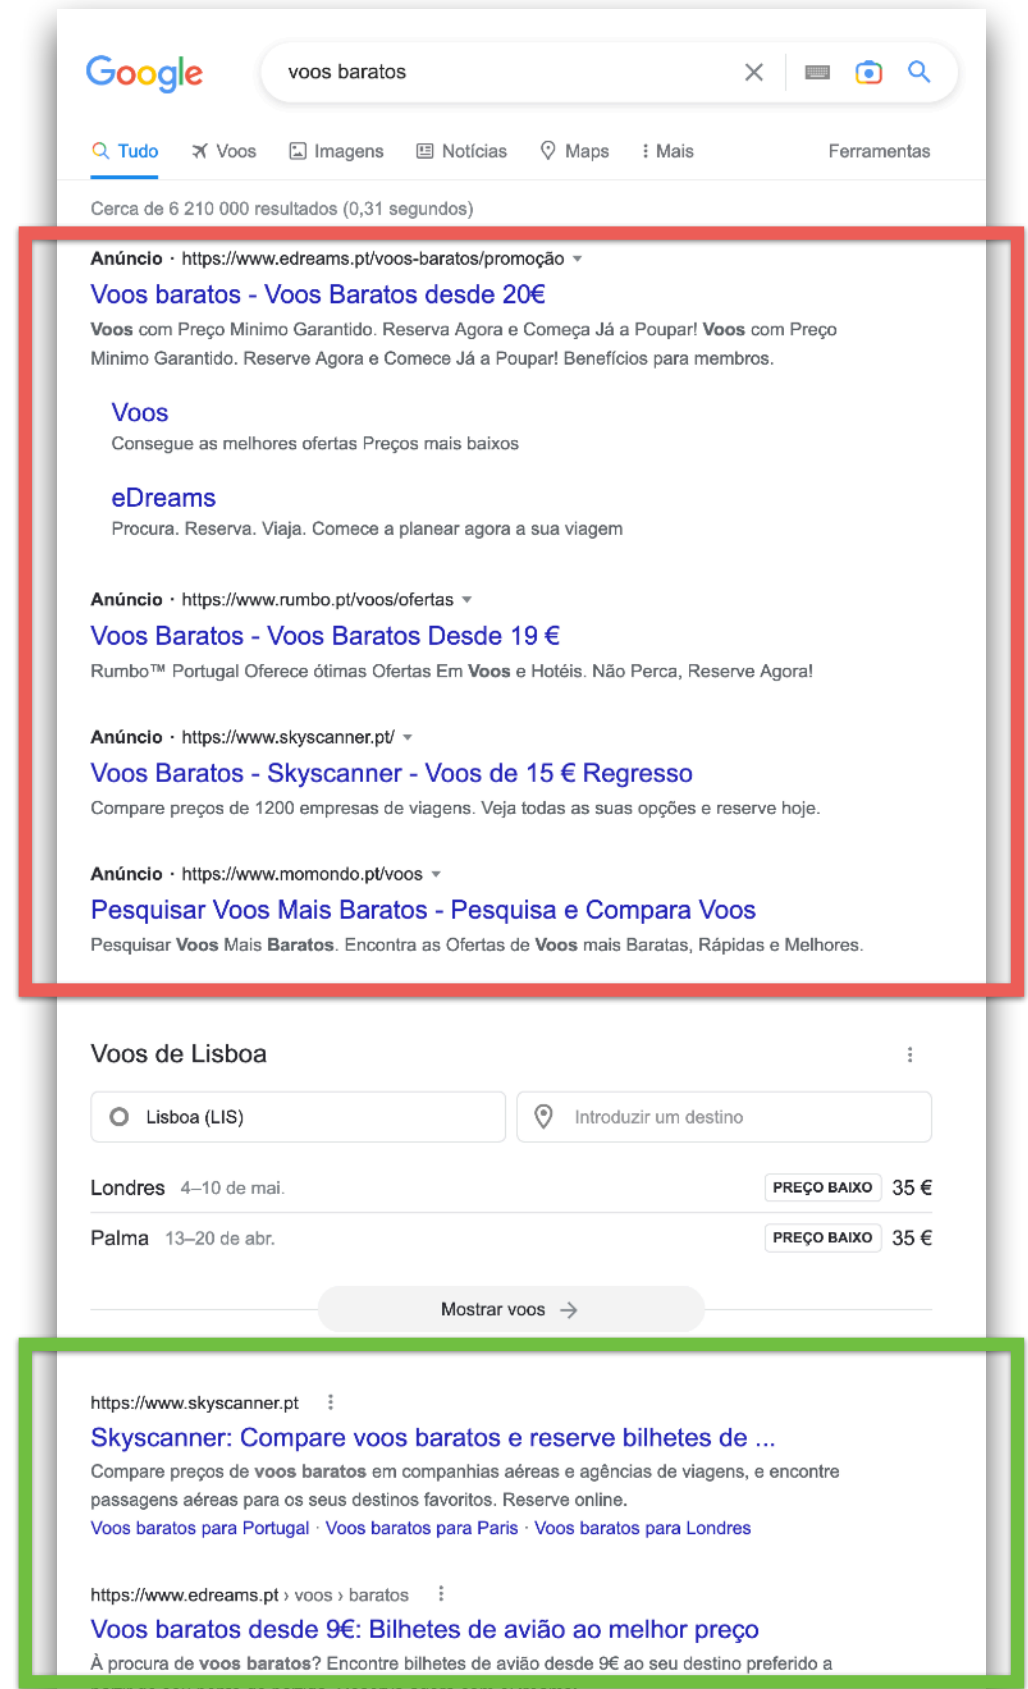 Google
voos baratos
Tudo Voos Imagens Notícias Maps Mais Ferramentas
Cerca de 6 210 000 resultados (0,31 segundos)
Anúncio · https://www.edreams.pt/voos-baratos/promoção
Voos baratos - Voos Baratos desde 20€
Voos com Preço Minimo Garantido. Reserva Agora e Começa Já a Poupar! Voos com Preço
Minimo Garantido. Reserve Agora e Comece Já a Poupar! Benefícios para membros.
Voos
Consegue as melhores ofertas Preços mais baixos
eDreams
Procura. Reserva. Viaja. Comece a planear agora a sua viagem
Anúncio · https://www.rumbo.pt/voos/ofertas
Voos Baratos - Voos Baratos Desde 19 €
Rumbo™ Portugal Oferece ótimas Ofertas Em Voos e Hotéis. Não Perca, Reserve Agora!
Anúncio · https://www.skyscanner.pt/
Voos Baratos - Skyscanner - Voos de 15 € Regresso
Compare preços de 1200 empresas de viagens. Veja todas as suas opções e reserve hoje.
Anúncio · https://www.momondo.pt/voos
Pesquisar Voos Mais Baratos - Pesquisa e Compara Voos
Pesquisar Voos Mais Baratos. Encontra as Ofertas de Voos mais Baratas, Rápidas e Melhores.
Voos de Lisboa
Lisboa (LIS) Introduzir um destino
Londres 4–10 de mai. PREÇO BAIXO 35 €
Palma 13–20 de abr. PREÇO BAIXO 35 €
Mostrar voos
https://www.skyscanner.pt
Skyscanner: Compare voos baratos e reserve bilhetes de ...
Compare preços de voos baratos em companhias aéreas e agências de viagens, e encontre
passagens aéreas para os seus destinos favoritos. Reserve online.
Voos baratos para Portugal · Voos baratos para Paris · Voos baratos para Londres
https://www.edreams.pt › voos › baratos
Voos baratos desde 9€: Bilhetes de avião ao melhor preço
À procura de voos baratos? Encontre bilhetes de avião desde 9€ ao seu destino preferido a